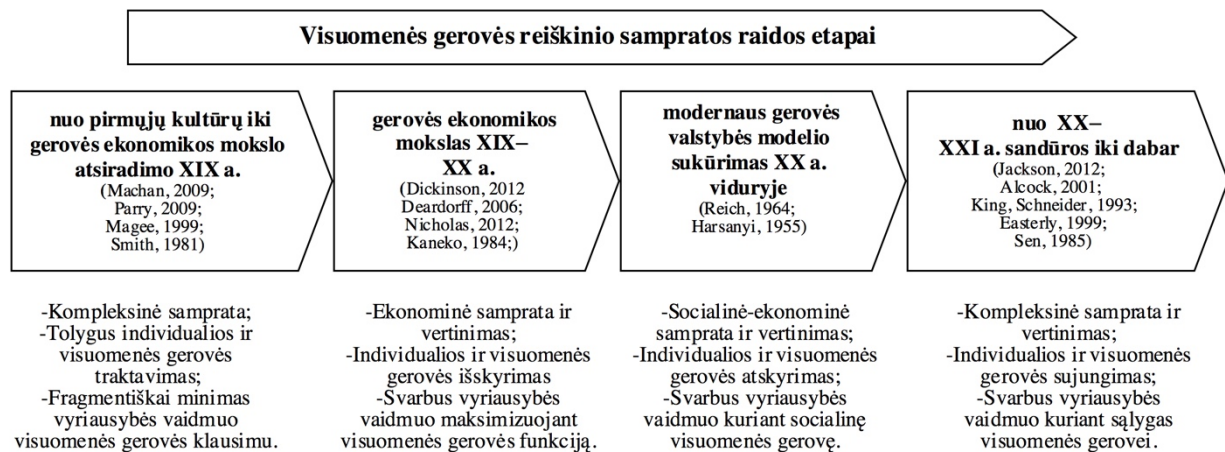 Visuomenės gerovės reiškinio sampratos raidos etapai
nuo pirmųjų kultūrų iki
gerovės ekonomikos mokslo
atsiradimo XIX a.
(Machan, 2009;
Parry, 2009;
Magee, 1999;
Smith, 1981)
gerovės ekonomikos
mokslas XIX–
XX a.
(Dickinson, 2012
Deardorff, 2006;
Nicholas, 2012;
Kaneko, 1984;)
modernaus gerovės
valstybės modelio
sukūrimas XX a.
viduryje
(Reich, 1964;
Harsanyi, 1955)
nuo XX–
XXI a. sandūros iki dabar
(Jackson, 2012;
Alcock, 2001;
King, Schneider, 1993;
Easterly, 1999;
Sen, 1985)
-Kompleksinė samprata;
-Tolygus individualios ir
visuomenės gerovės
traktavimas;
-Fragmentiškai minimas
vyriausybės vaidmuo
visuomenės gerovės klausimu.
-Ekonominė samprata ir
vertinimas;
-Individualios ir visuomenės
gerovės išskyrimas
-Svarbus vyriausybės
vaidmuo maksimizuojant
visuomenės gerovės funkciją.
-Socialinė-ekonominė
samprata ir vertinimas;
-Individualios ir visuomenės
gerovės atskyrimas;
-Svarbus vyriausybės
vaidmuo kuriant socialinę
visuomenės gerovę.
-Kompleksinė samprata ir
vertinimas;
-Individualios ir visuomenės
gerovės sujungimas;
-Svarbus vyriausybės
vaidmuo kuriant sąlygas
visuomenės gerovei.